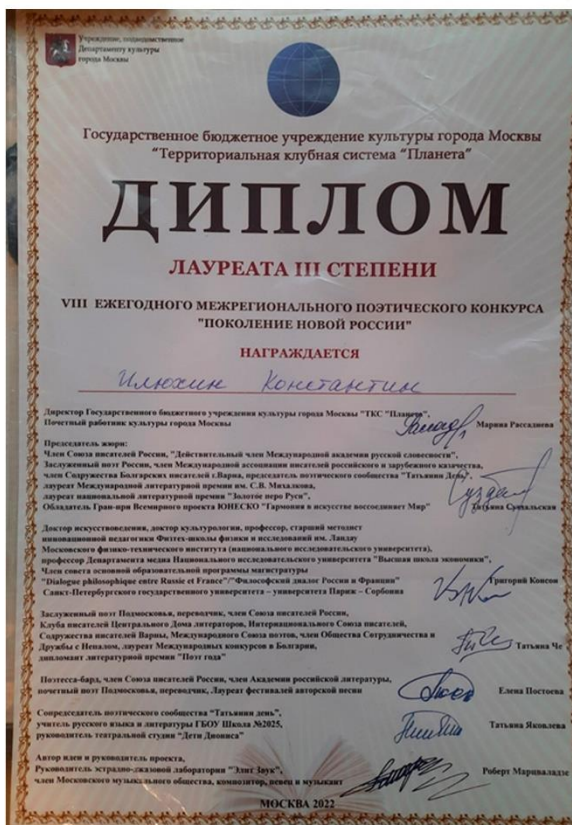 Учреждение, подведомственное
Департаменту культуры
города Москвы
Государственное бюджетное учреждение культуры города Москвы
"Территориальная клубная система "Планета"
ДИПЛОМ
ЛАУРЕАТА III СТЕПЕНИ
VIII ЕЖЕГОДНОГО МЕЖРЕГИОНАЛЬНОГО ПОЭТИЧЕСКОГО КОНКУРСА
"ПОКОЛЕНИЕ НОВОЙ РОССИИ"
НАГРАЖДАЕТСЯ
Илюхин Константин
Директор Государственного бюджетного учреждения культуры города Москвы "ТКС "Планета",
Почетный работник культуры города Москвы Марина Рассаднева
Председатель жюри:
Член Союза писателей России, "Действительный член Международной академии русской словесности",
Заслуженный поэт России, член Международной ассоциации писателей российского и зарубежного казачества,
член Содружества Болгарских писателей г.Варна, председатель поэтического сообщества "Татьянин День",
лауреат Международной литературной премии им. С.В. Михалкова,
лауреат национальной литературной премии "Золотое перо Руси",
Обладатель Гран-при Всемирного проекта ЮНЕСКО "Гармония в искусстве воссоединяет Мир" Татьяна Суздальская
Доктор искусствоведения, доктор культурологии, профессор, старший методист
инновационной педагогики Физтех-школы физики и исследований им. Ландау
Московского физико-технического института (национального исследовательского университета),
профессор Департамента медиа Национального исследовательского университета "Высшая школа экономики",
Член совета основной образовательной программы магистратуры
"Dialogue philosophique entre Russie et France"/"Философский диалог России и Франции"
Санкт-Петербургского государственного университета – университета Париж – Сорбонна Григорий Консон
Заслуженный поэт Подмосковья, переводчик, член Союза писателей России,
Клуба писателей Центрального Дома литераторов, Интернационального Союза писателей,
Содружества писателей Варны, Международного Союза поэтов, член Общества Сотрудничества и
Дружбы с Непалом, лауреат Международных конкурсов в Болгарии,
дипломант литературной премии "Поэт года" Татьяна Че
Поэтесса-бард, член Союза писателей России, член Академии российской литературы,
почетный поэт Подмосковья, переводчик, Лауреат фестивалей авторской песни Елена Постоева
Сопредседатель поэтического сообщества "Татьянин день",
учитель русского языка и литературы ГБОУ Школа №2025,
руководитель театральной студии "Дети Диониса" Татьяна Яковлева
Автор идеи и руководитель проекта,
Руководитель эстрадно-джазовой лаборатории "Элит Звук",
член Московского музыкального общества, композитор, певец и музыкант Роберт Марцваладзе
МОСКВА 2022